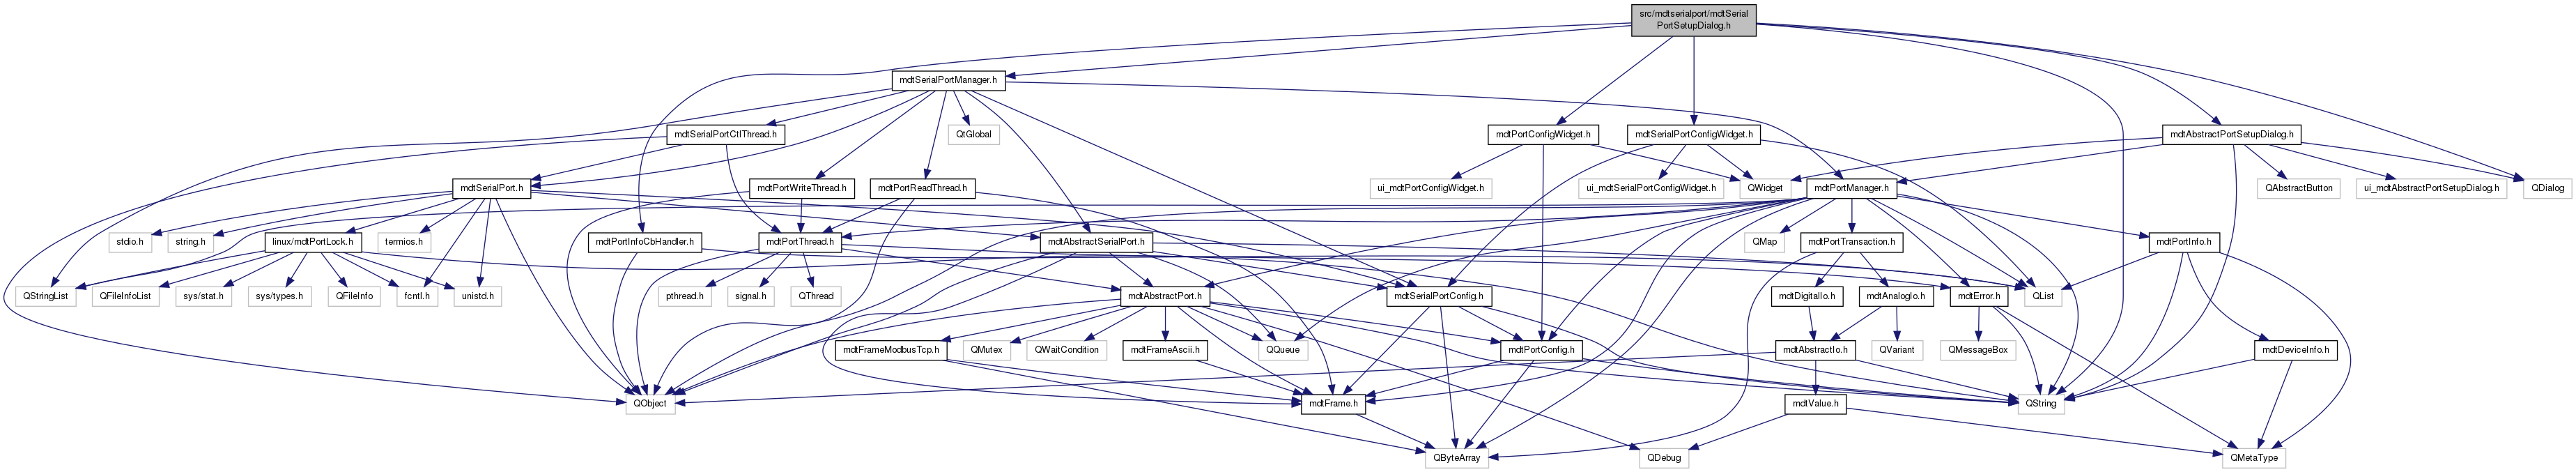 src/mdtserialport/mdtSerial
PortSetupDialog.h
mdtSerialPortManager.h
mdtSerialPortCtlThread.h
QtGlobal
mdtPortConfigWidget.h
mdtSerialPortConfigWidget.h
mdtAbstractPortSetupDialog.h
mdtSerialPort.h
mdtPortWriteThread.h
mdtPortReadThread.h
ui_mdtPortConfigWidget.h
ui_mdtSerialPortConfigWidget.h
QWidget
mdtPortManager.h
QAbstractButton
ui_mdtAbstractPortSetupDialog.h
QDialog
stdio.h
string.h
linux/mdtPortLock.h
termios.h
mdtPortInfoCbHandler.h
mdtPortThread.h
mdtAbstractSerialPort.h
QMap
mdtPortTransaction.h
mdtPortInfo.h
QStringList
QFileInfoList
sys/stat.h
sys/types.h
QFileInfo
fcntl.h
unistd.h
pthread.h
signal.h
QThread
mdtAbstractPort.h
mdtSerialPortConfig.h
mdtDigitalIo.h
mdtAnalogIo.h
mdtError.h
QList
mdtFrameModbusTcp.h
QMutex
QWaitCondition
mdtFrameAscii.h
QQueue
mdtPortConfig.h
mdtAbstractIo.h
QVariant
QMessageBox
mdtDeviceInfo.h
QObject
mdtFrame.h
mdtValue.h
QString
QByteArray
QDebug
QMetaType